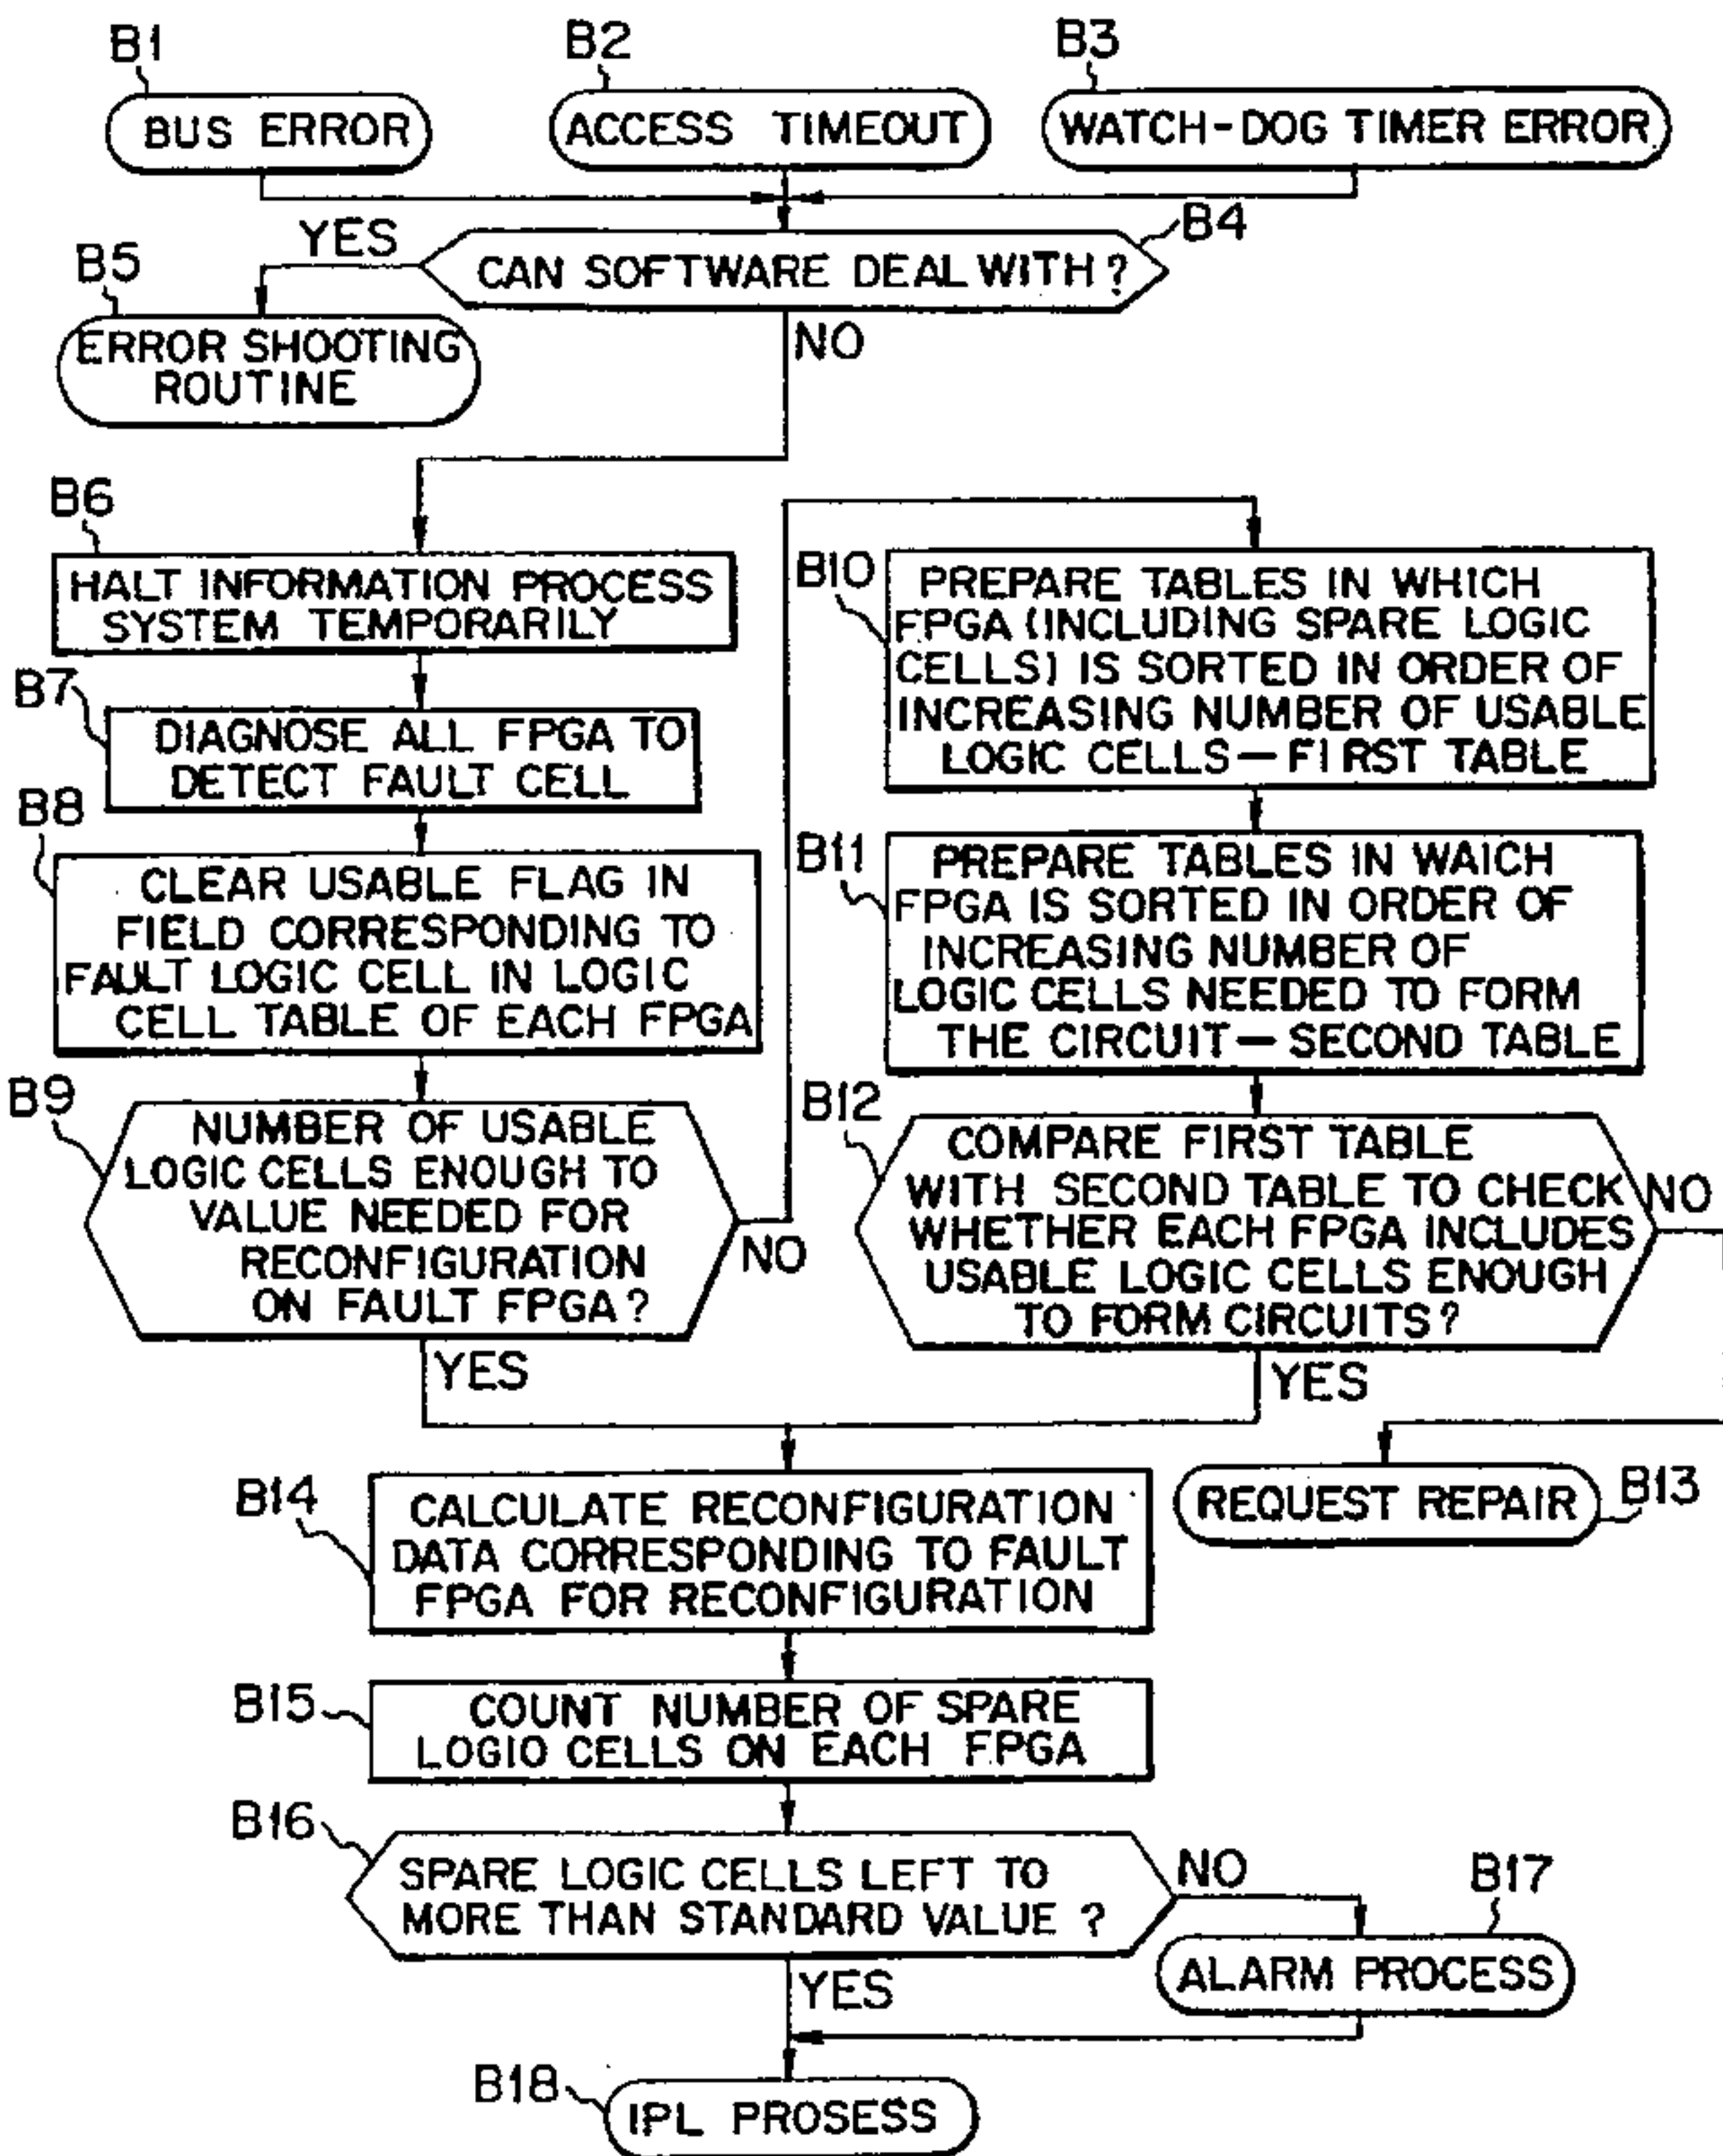 B1
BUS ERROR
B2
ACCESS TIMEOUT
B3
WATCH-DOG TIMER ERROR
B4
CAN SOFTWARE DEAL WITH?
YES
NO
B5
ERROR SHOOTING
ROUTINE
B6
HALT INFORMATION PROCESS
SYSTEM TEMPORARILY
B7
DIAGNOSE ALL FPGA TO
DETECT FAULT CELL
B8
CLEAR USABLE FLAG IN
FIELD CORRESPONDING TO
FAULT LOGIC CELL IN LOGIC
CELL TABLE OF EACH FPGA
B9
NUMBER OF USABLE
LOGIC CELLS ENOUGH TO
VALUE NEEDED FOR
RECONFIGURATION
ON FAULT FPGA?
NO
YES
B10
PREPARE TABLES IN WHICH
FPGA (INCLUDING SPARE LOGIC
CELLS) IS SORTED IN ORDER OF
INCREASING NUMBER OF USABLE
LOGIC CELLS—FIRST TABLE
B11
PREPARE TABLES IN WAICH
FPGA IS SORTED IN ORDER OF
INCREASING NUMBER OF
LOGIC CELLS NEEDED TO FORM
THE CIRCUIT—SECOND TABLE
B12
COMPARE FIRST TABLE
WITH SECOND TABLE TO CHECK
WHETHER EACH FPGA INCLUDES
USABLE LOGIC CELLS ENOUGH
TO FORM CIRCUITS?
NO
YES
REQUEST REPAIR
B13
B14
CALCULATE RECONFIGURATION
DATA CORRESPONDING TO FAULT
FPGA FOR RECONFIGURATION
B15
COUNT NUMBER OF SPARE
LOGIO CELLS ON EACH FPGA
B16
SPARE LOGIC CELLS LEFT TO
MORE THAN STANDARD VALUE ?
NO
YES
B17
ALARM PROCESS
B18
IPL PROSESS